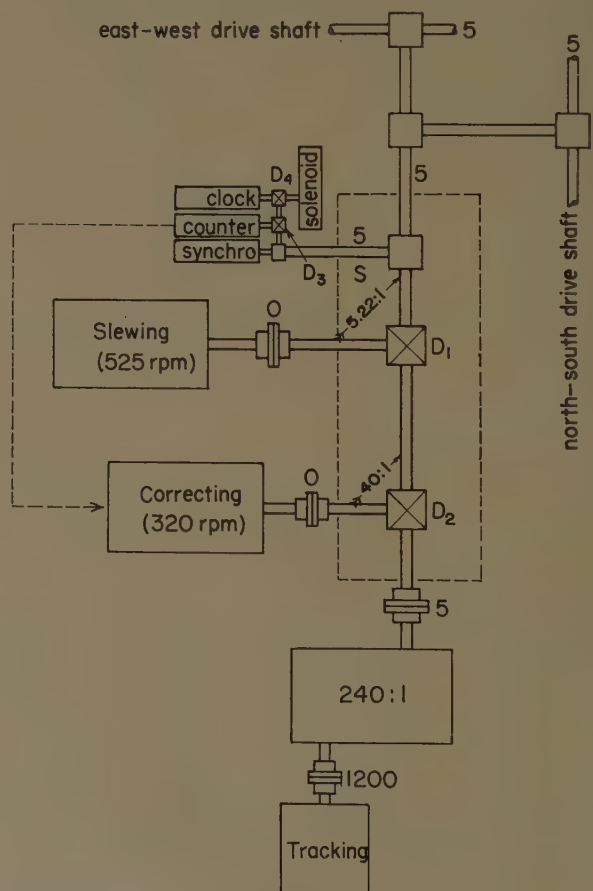 east-west drive shaft
5
5
5
D4
clock
solenoid
counter
synchro
5
S
D3
north-south drive shaft
5.22:1
O
Slewing
(525 rpm)
D1
40:1
O
Correcting
(320 rpm)
D2
5
240:1
1200
Tracking